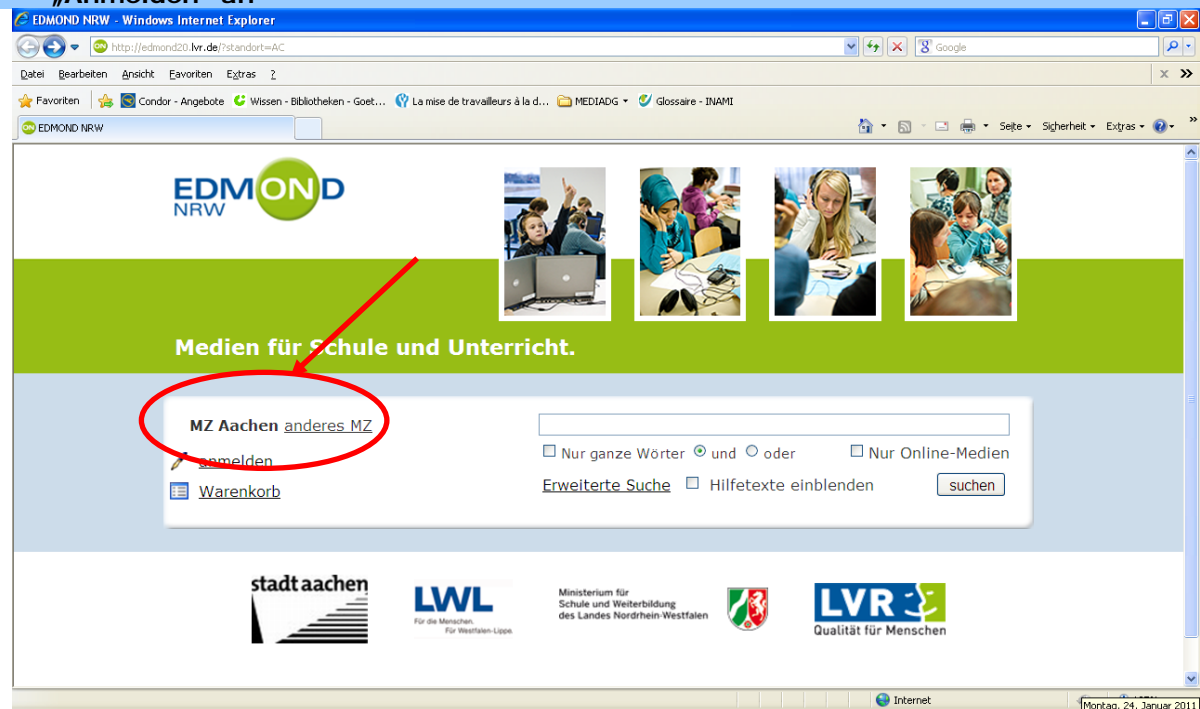 „Anmelden“ an
EDMOND NRW - Windows Internet Explorer
http://edmond20.lvr.de/?standort=AC
Google
Datei Bearbeiten Ansicht Favoriten Extras ?
Favoriten Condor - Angebote Wissen - Bibliotheken - Goet... La mise de travailleurs à la d... MEDIADG Glossaire - INAMI
EDMOND NRW
Seite Sicherheit Extras
EDMOND
NRW
Medien für Schule und Unterricht.
MZ Aachen anderes MZ
anmelden
Warenkorb
Nur ganze Wörter und oder Nur Online-Medien
Erweiterte Suche Hilfetexte einblenden suchen
stadt aachen
LWL
Für die Menschen.
Für Westfalen-Lippe.
Ministerium für
Schule und Weiterbildung
des Landes Nordrhein-Westfalen
LVR
Qualität für Menschen
Internet
Montag, 24. Januar 2011